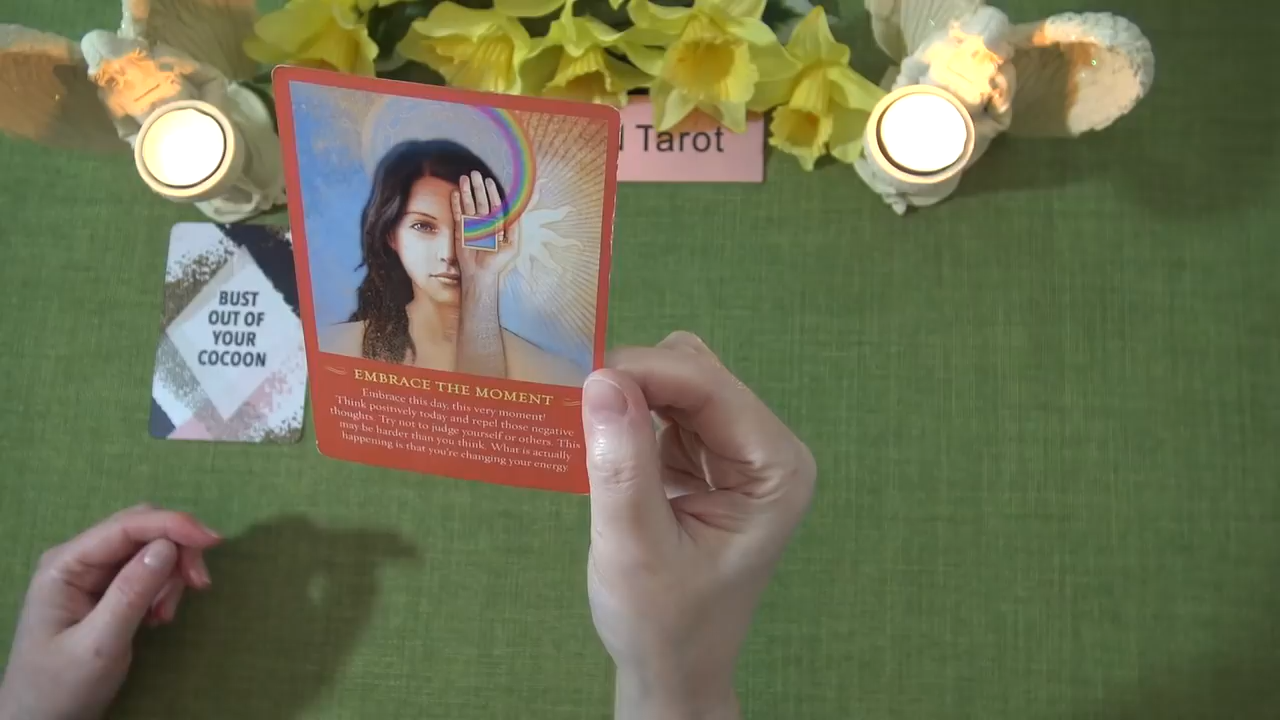 Tarot
BUST
OUT OF
YOUR
COCOON
EMBRACE THE MOMENT
Embrace this day, this very moment!
Think positively today and repel those negative
thoughts. Try not to judge yourself or others. This
may be harder than you think. What is actually
happening is that you're changing your energy